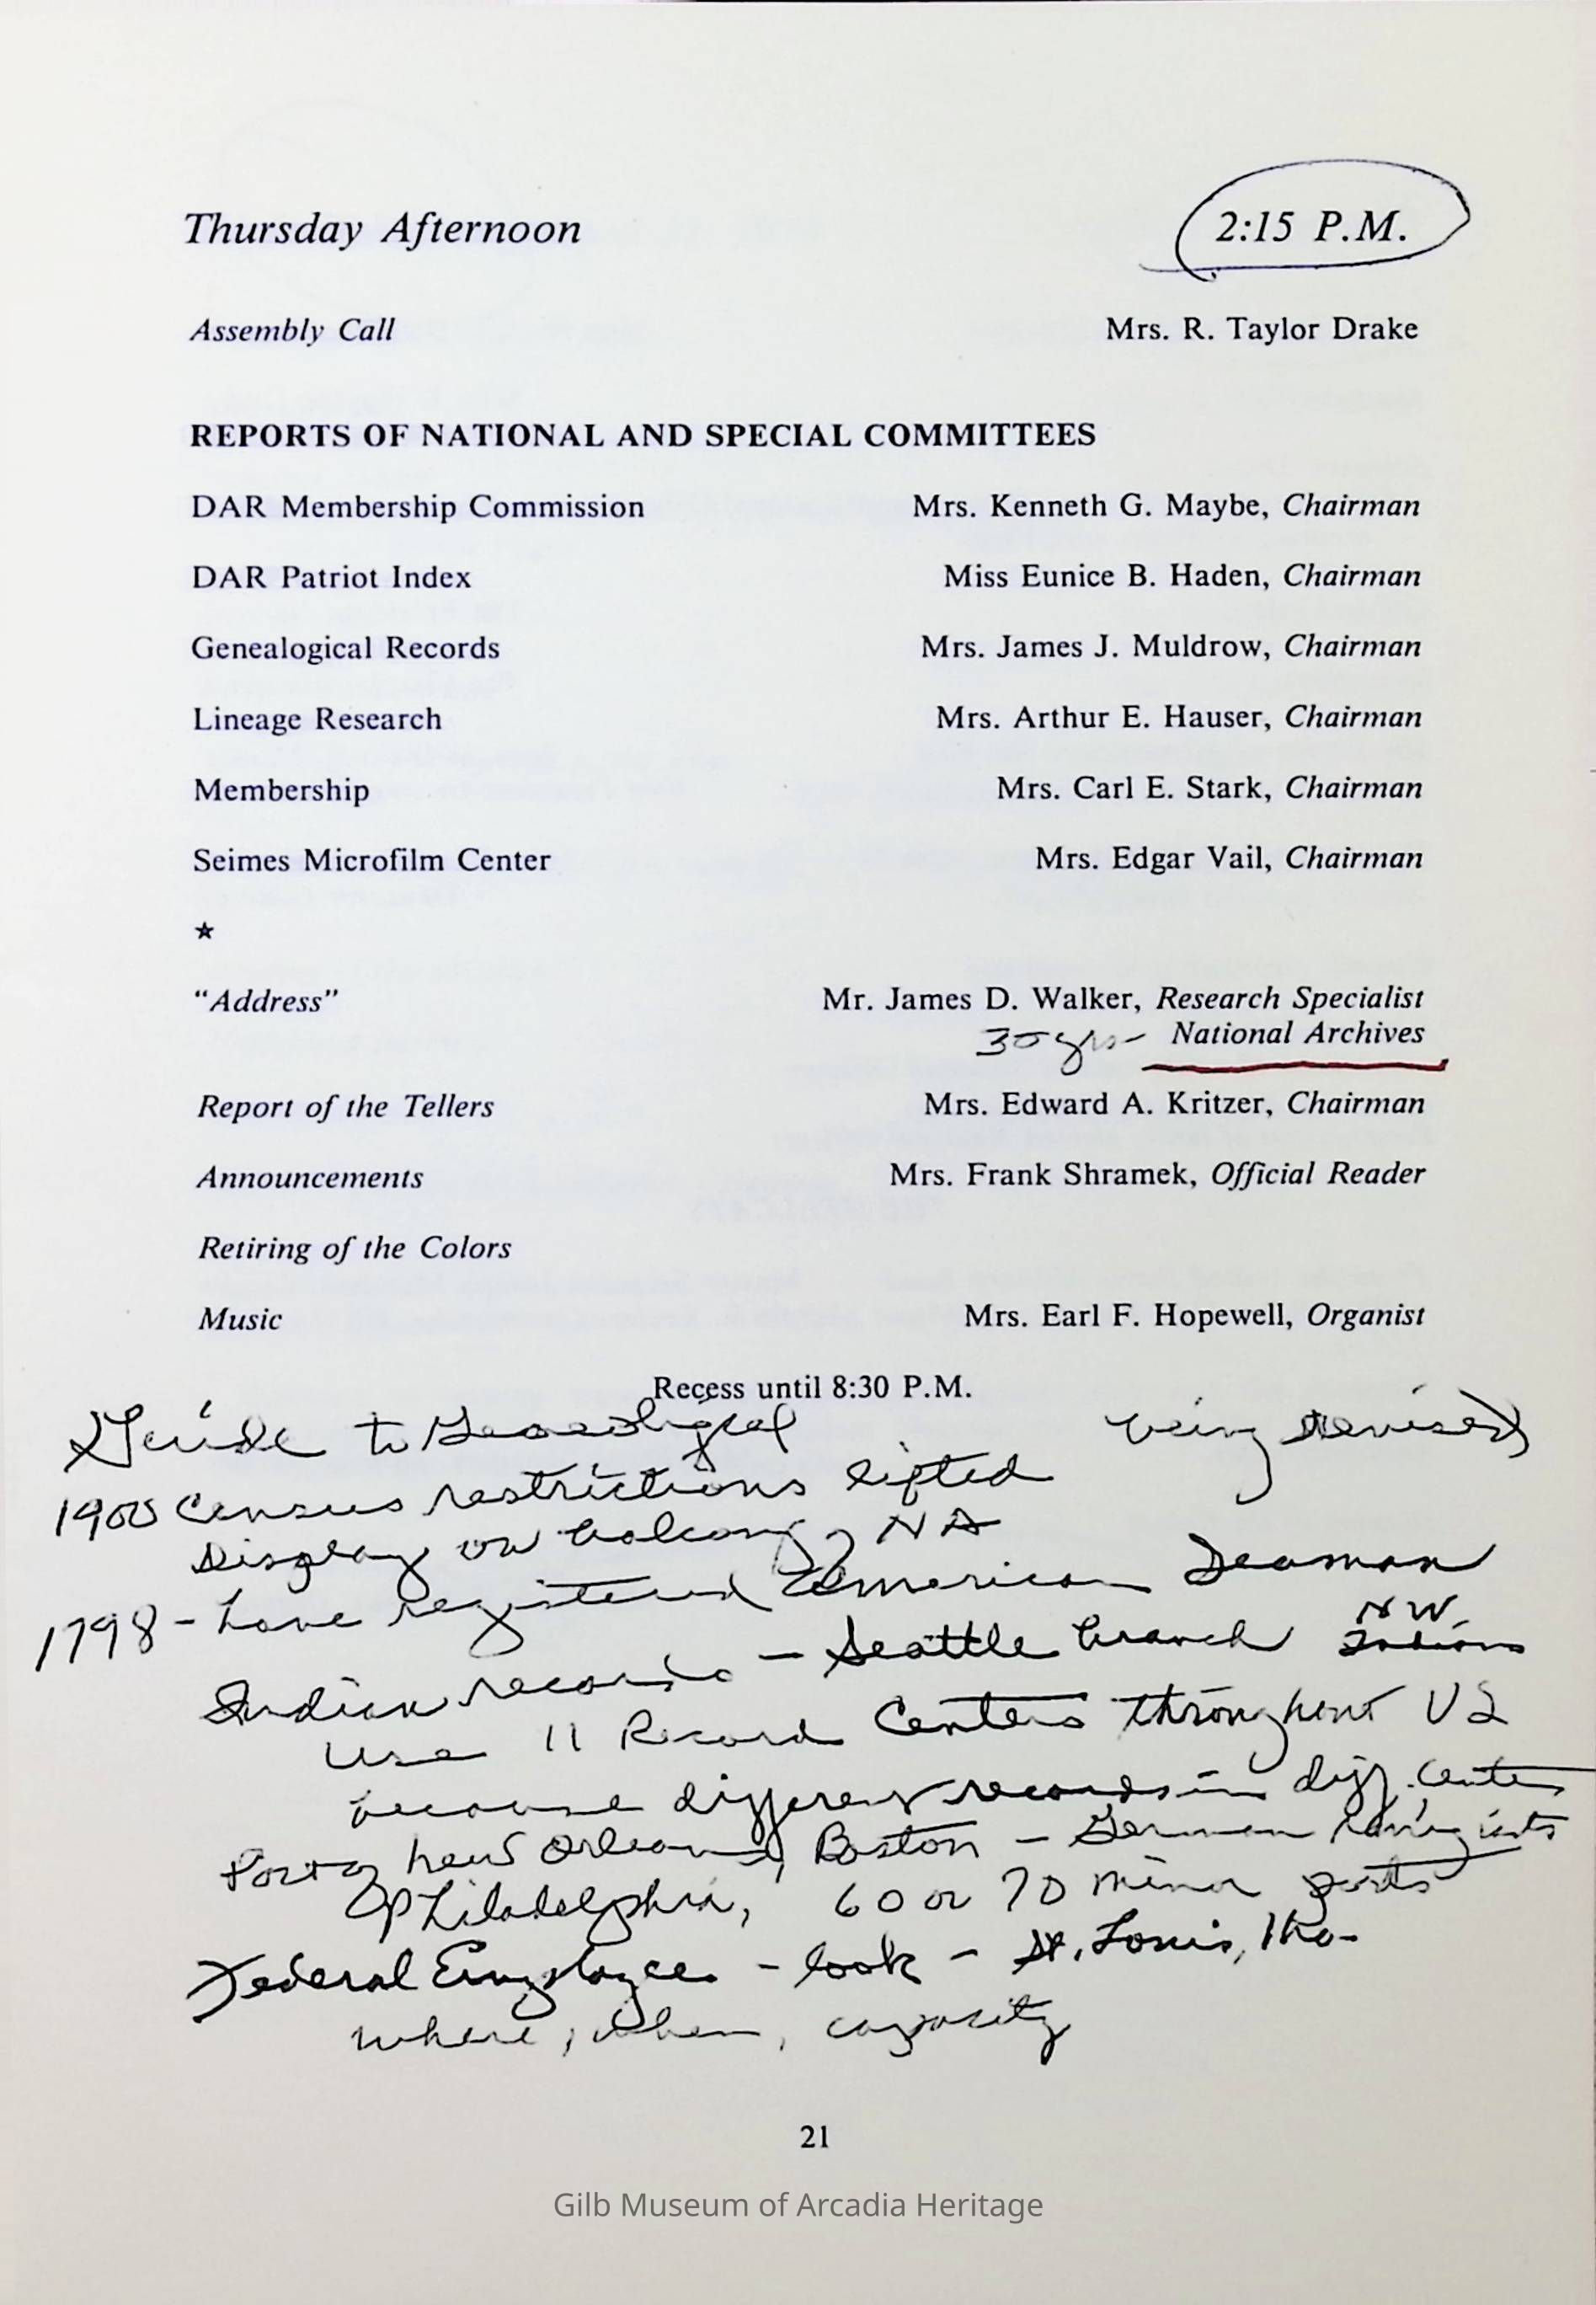 Thursday Afternoon 2:15 P.M.
Assembly Call Mrs. R. Taylor Drake
REPORTS OF NATIONAL AND SPECIAL COMMITTEES
DAR Membership Commission Mrs. Kenneth G. Maybe, Chairman
DAR Patriot Index Miss Eunice B. Haden, Chairman
Genealogical Records Mrs. James J. Muldrow, Chairman
Lineage Research Mrs. Arthur E. Hauser, Chairman
Membership Mrs. Carl E. Stark, Chairman
Seimes Microfilm Center Mrs. Edgar Vail, Chairman
★
"Address" Mr. James D. Walker, Research Specialist
30 yrs- National Archives
Report of the Tellers Mrs. Edward A. Kritzer, Chairman
Announcements Mrs. Frank Shramek, Official Reader
Retiring of the Colors
Music Mrs. Earl F. Hopewell, Organist
Recess until 8:30 P.M.
Guide to Genealogical being revised
1900 Census restrictions lifted
Display on balcony NA
1798 - have registered American Seaman
Indian records - Seattle branch NW
Use 11 Record Centers throughout US
because different records in diff. centers
Port of New Orleans, Boston - German
Philadelphia, 60 or 70 minor ports
Federal Employees - look - St. Louis, Mo-
where, when, capacity
21
Gilb Museum of Arcadia Heritage